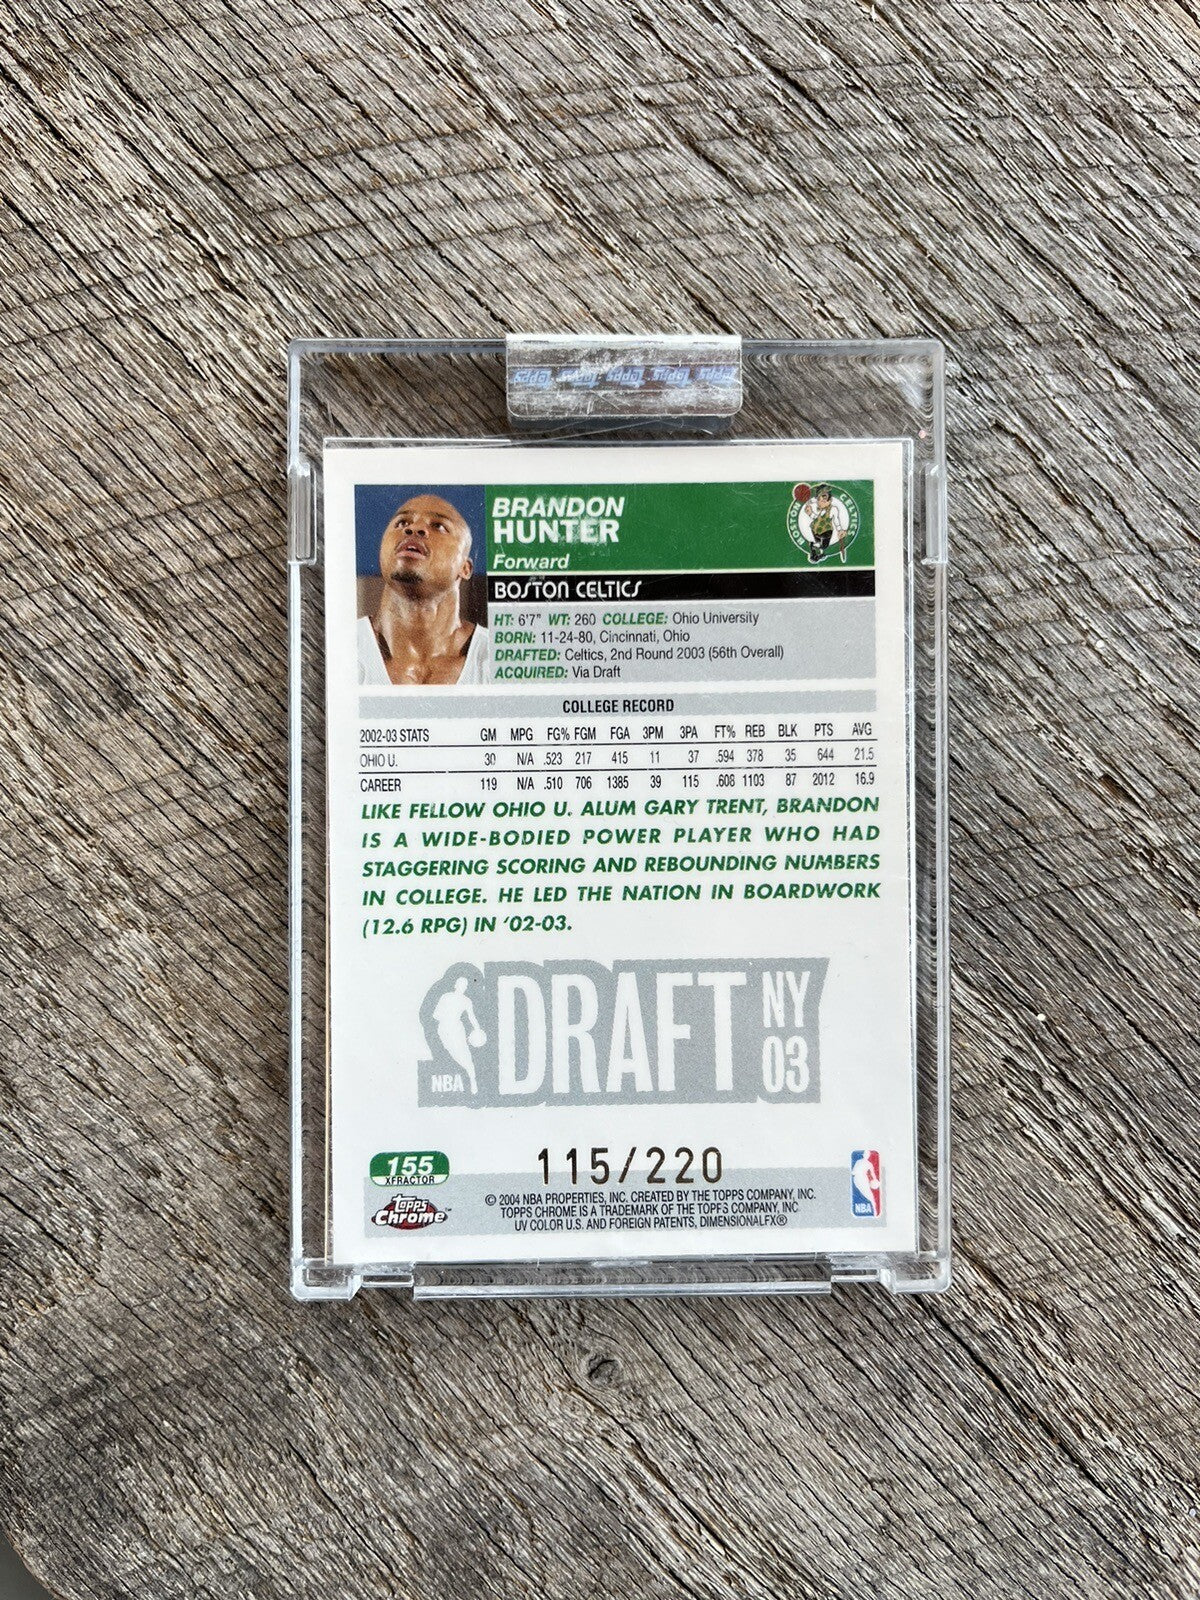 Topps Topps Topps Topps Topps
BRANDON
HUNTER
Forward
BOSTON CELTICS
BOSTON CELTICS
HT: 6'7" WT: 260 COLLEGE: Ohio University
BORN: 11-24-80, Cincinnati, Ohio
DRAFTED: Celtics, 2nd Round 2003 (56th Overall)
ACQUIRED: Via Draft
COLLEGE RECORD
2002-03 STATS GM MPG FG% FGM FGA 3PM 3PA FT% REB BLK PTS AVG
OHIO U. 30 N/A .523 217 415 11 37 .594 378 35 644 21.5
CAREER 119 N/A .510 706 1385 39 115 .608 1103 87 2012 16.9
LIKE FELLOW OHIO U. ALUM GARY TRENT, BRANDON
IS A WIDE-BODIED POWER PLAYER WHO HAD
STAGGERING SCORING AND REBOUNDING NUMBERS
IN COLLEGE. HE LED THE NATION IN BOARDWORK
(12.6 RPG) IN '02-03.
NBA DRAFT NY
03
155
XFRACTOR
115/220
Topps
Chrome™
© 2004 NBA PROPERTIES, INC. CREATED BY THE TOPPS COMPANY, INC.
TOPPS CHROME IS A TRADEMARK OF THE TOPPS COMPANY, INC
UV COLOR U.S. AND FOREIGN PATENTS, DIMENSIONALFX®
NBA